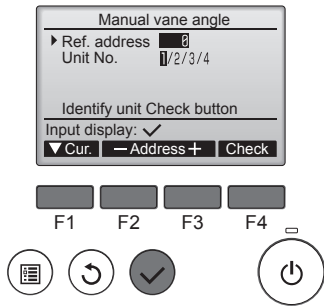 Manual vane angle
Ref. address 0
Unit No. 1/2/3/4
Identify unit Check button
Input display: ✓
▼ Cur. − Address + Check
F1 F2 F3 F4